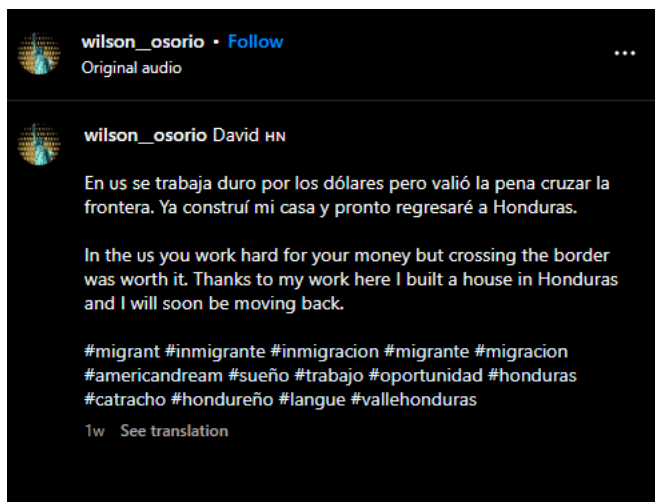 wilson__osorio • Follow
Original audio
...
wilson__osorio David HN
En us se trabaja duro por los dólares pero valió la pena cruzar la
frontera. Ya construí mi casa y pronto regresaré a Honduras.
In the us you work hard for your money but crossing the border
was worth it. Thanks to my work here I built a house in Honduras
and I will soon be moving back.
#migrant #inmigrante #inmigracion #migrante #migracion
#americandream #sueño #trabajo #oportunidad #honduras
#catracho #hondureño #langue #vallehonduras
1w See translation